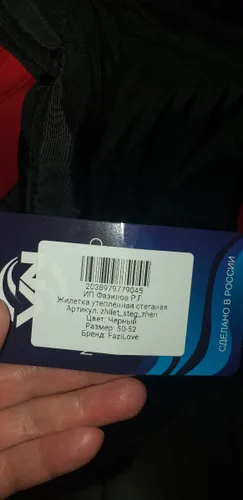 2038979779045
ИП Фазилов Р.Г.
Жилетка утепленная стеганая
Артикул: zhilet_steg_zhen
Цвет: Черный
Размер: 50-52
Бренд: FaziLove
СДЕЛАНО В РОССИИ